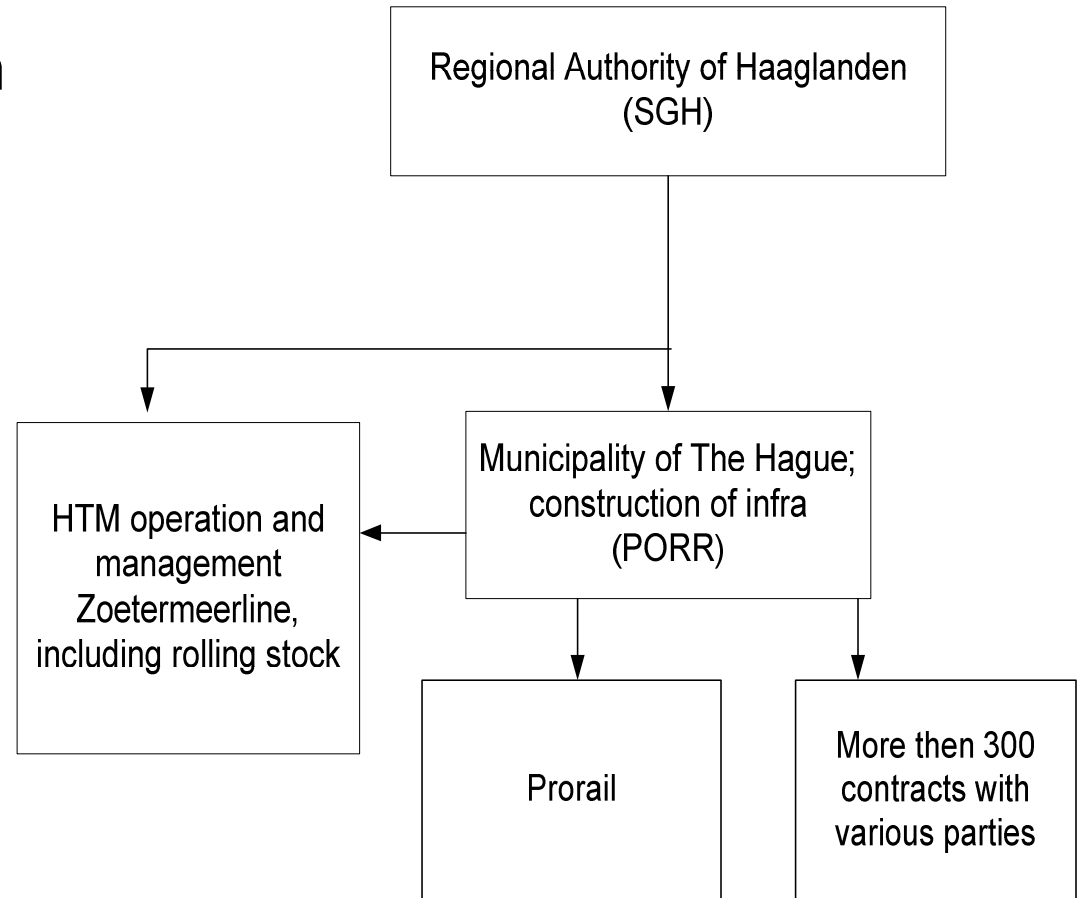 Regional Authority of Haaglanden
(SGH)
Municipality of The Hague;
construction of infra
(PORR)
HTM operation and
management
Zoetermeerline,
including rolling stock
Prorail
More then 300
contracts with
various parties